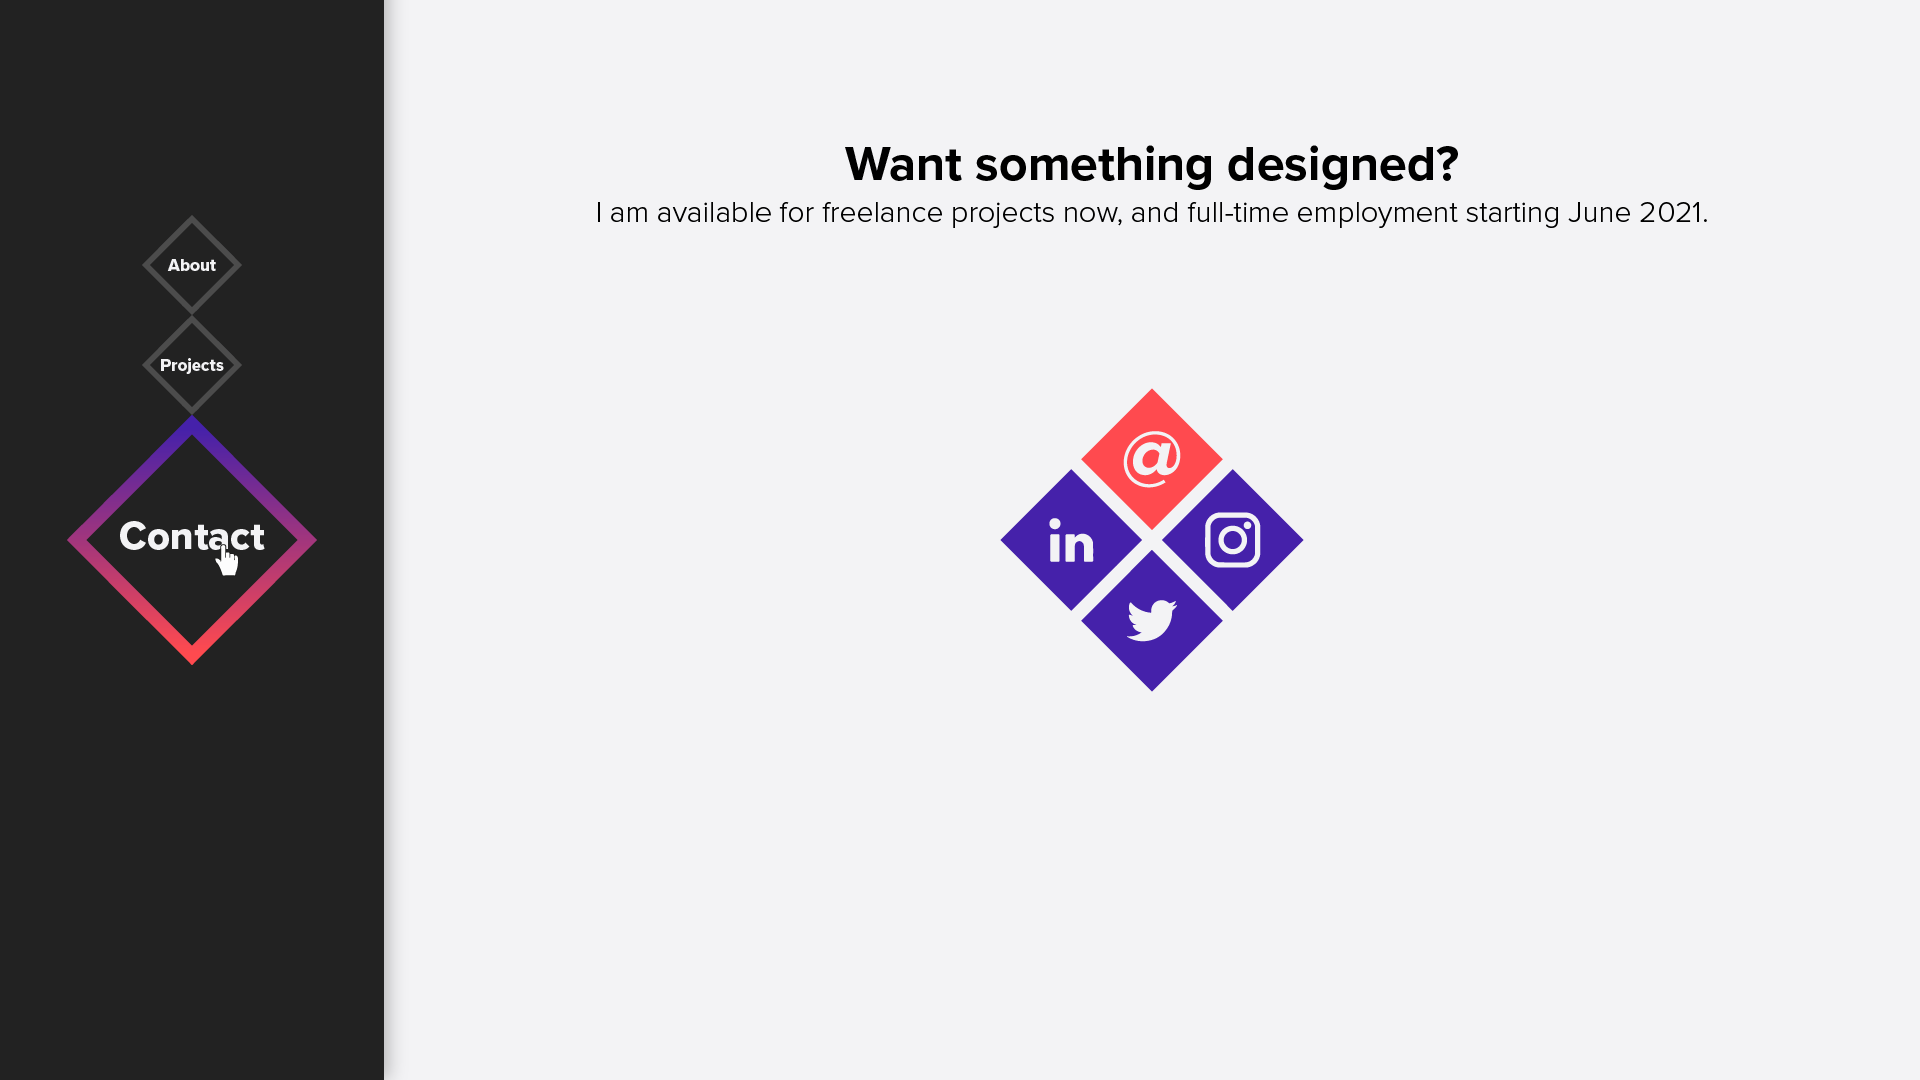 About
Projects
Contact
Want something designed?
I am available for freelance projects now, and full-time employment starting June 2021.
@
in